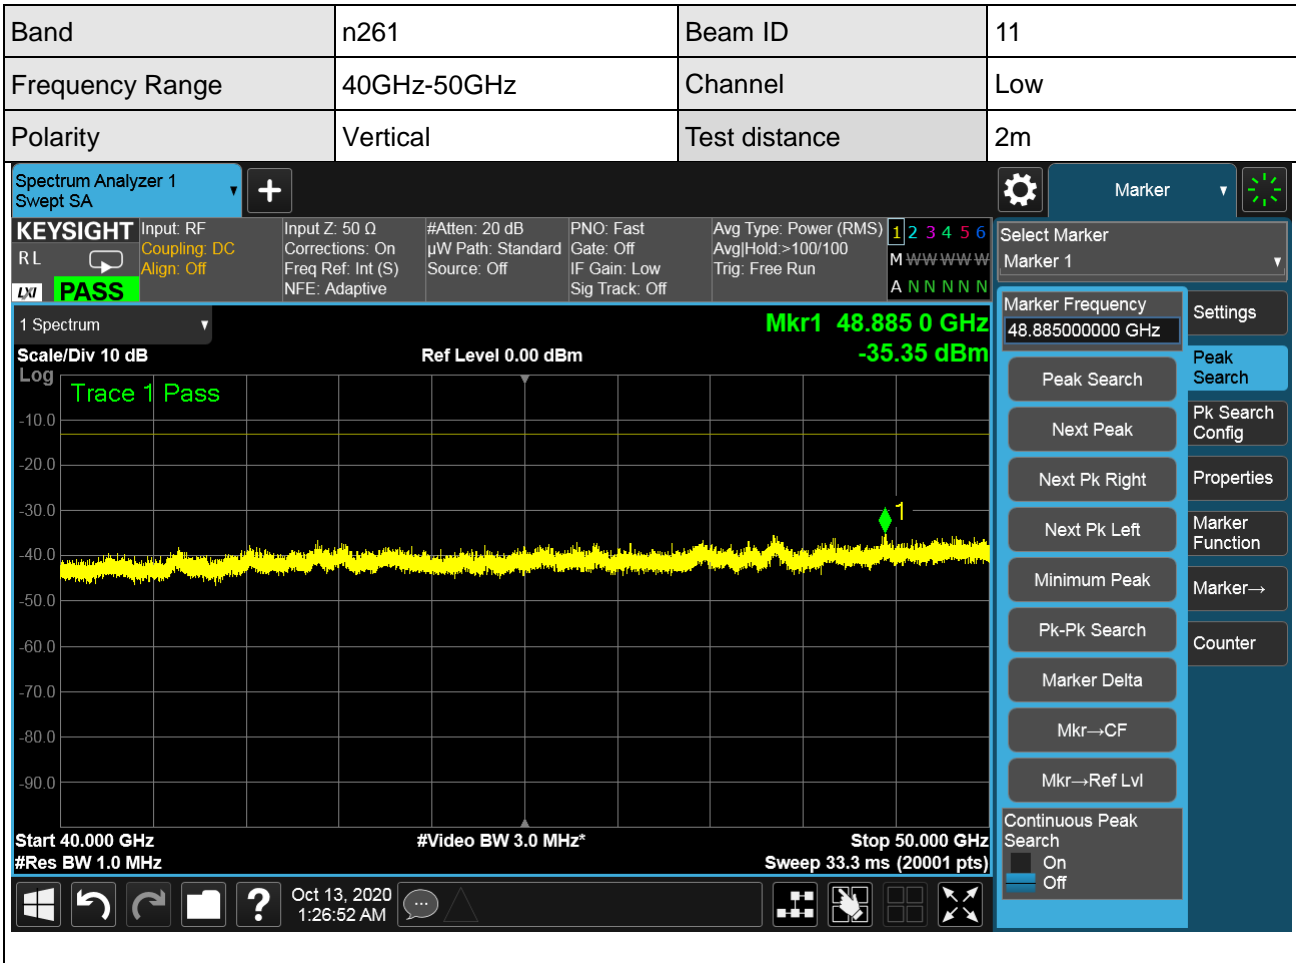 Band n261 Beam ID 11
Frequency Range 40GHz-50GHz Channel Low
Polarity Vertical Test distance 2m
Spectrum Analyzer 1
Swept SA
+
Marker
KEYSIGHT
RL
LXI PASS
Input: RF
Coupling: DC
Align: Off
Input Z: 50 Ω
Corrections: On
Freq Ref: Int (S)
NFE: Adaptive
#Atten: 20 dB
µW Path: Standard
Source: Off
PNO: Fast
Gate: Off
IF Gain: Low
Sig Track: Off
Avg Type: Power (RMS)
Avg|Hold:>100/100
Trig: Free Run
1 2 3 4 5 6
M W W W W W
A N N N N N
Select Marker
Marker 1
1 Spectrum
Mkr1 48.885 0 GHz
-35.35 dBm
Scale/Div 10 dB
Ref Level 0.00 dBm
Log
Trace 1 Pass
-10.0
-20.0
-30.0
-40.0
-50.0
-60.0
-70.0
-80.0
-90.0
1
Start 40.000 GHz
#Video BW 3.0 MHz*
Stop 50.000 GHz
#Res BW 1.0 MHz
Sweep 33.3 ms (20001 pts)
Marker Frequency
48.885000000 GHz
Peak Search
Next Peak
Next Pk Right
Next Pk Left
Minimum Peak
Pk-Pk Search
Marker Delta
Mkr→CF
Mkr→Ref Lvl
Continuous Peak
Search
On
Off
Settings
Peak
Search
Pk Search
Config
Properties
Marker
Function
Marker→
Counter
?
Oct 13, 2020
1:26:52 AM